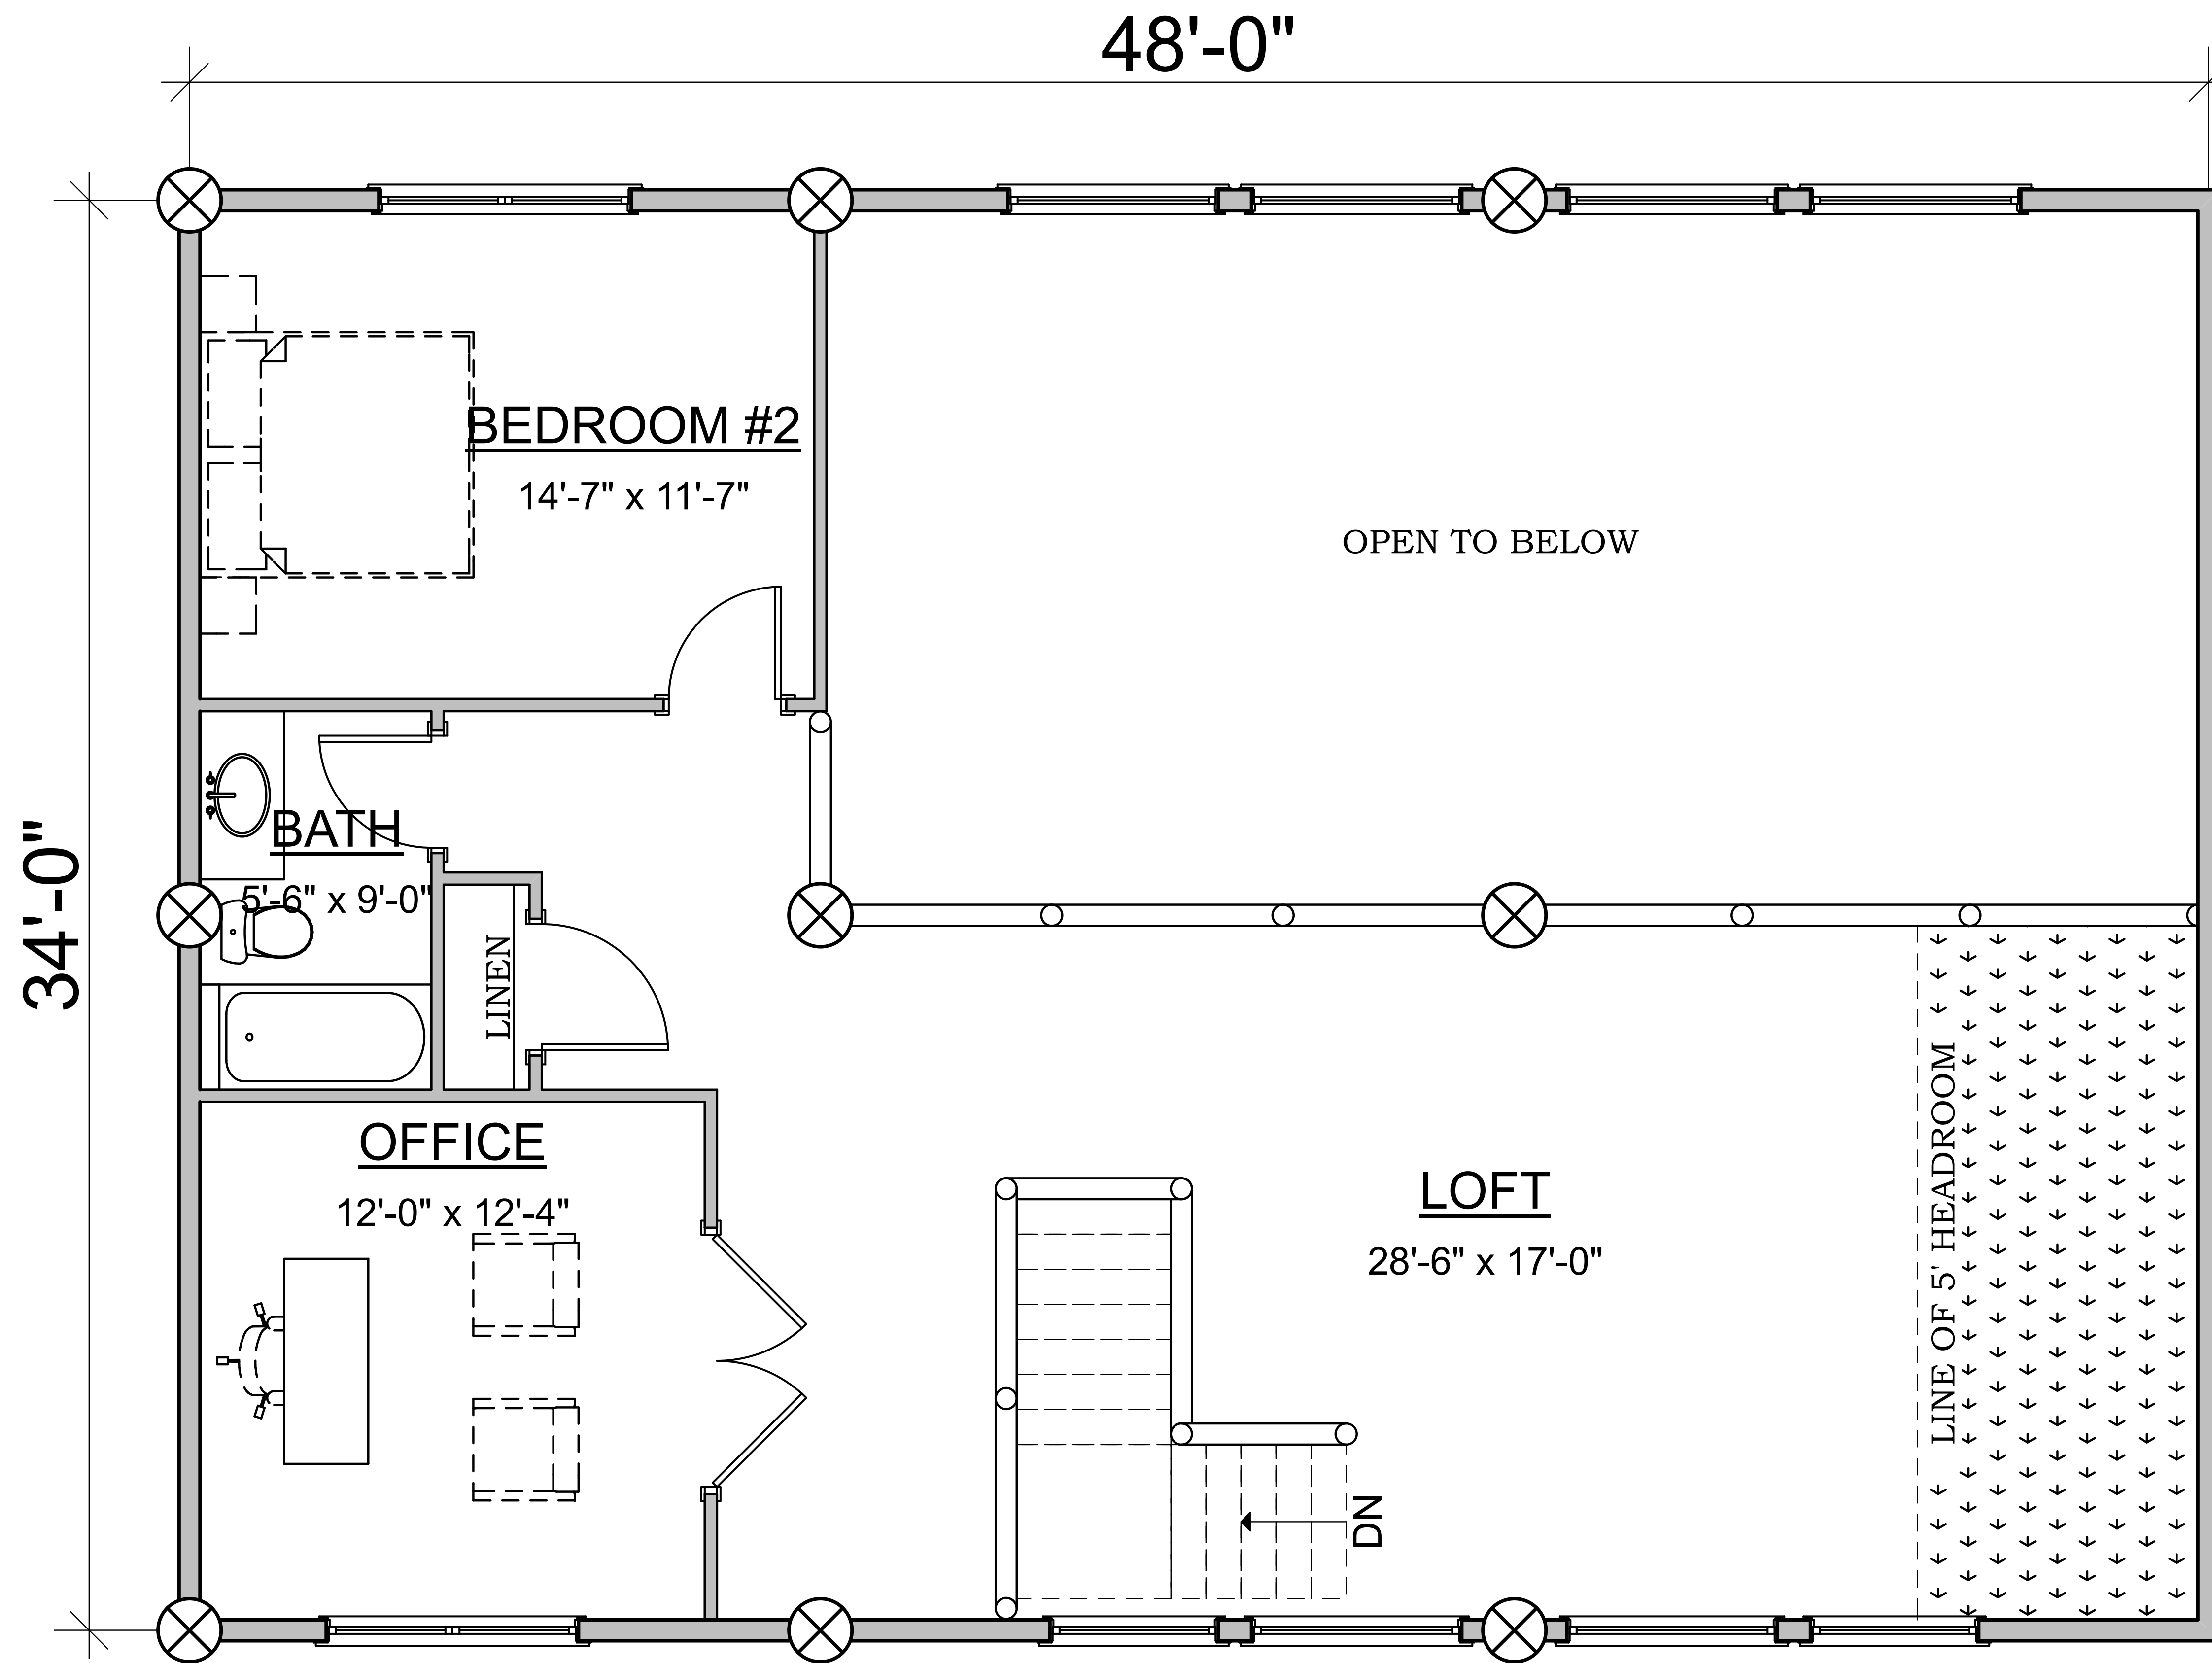 48'-0"
34'-0"
BEDROOM #2
14'-7" x 11'-7"
OPEN TO BELOW
BATH
5'-6" x 9'-0"
LINEN
OFFICE
12'-0" x 12'-4"
LOFT
28'-6" x 17'-0"
LINE OF 5' HEADROOM
DN